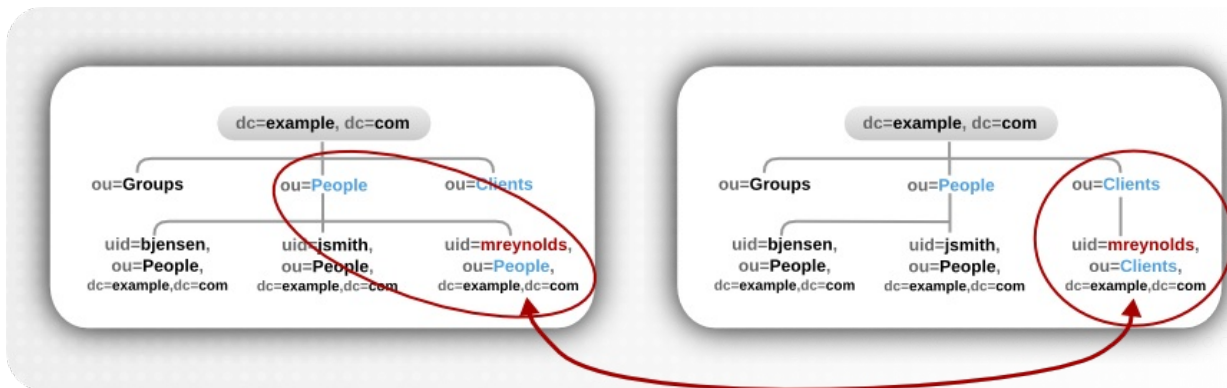 dc=example, dc=com
ou=Groups
ou=People
ou=Clients
uid=bjensen,
ou=People,
dc=example,dc=com
uid=jsmith,
ou=People,
dc=example,dc=com
uid=mreynolds,
ou=People,
dc=example,dc=com
dc=example, dc=com
ou=Groups
ou=People
ou=Clients
uid=bjensen,
ou=People,
dc=example,dc=com
uid=jsmith,
ou=People,
dc=example,dc=com
uid=mreynolds,
ou=Clients,
dc=example,dc=com